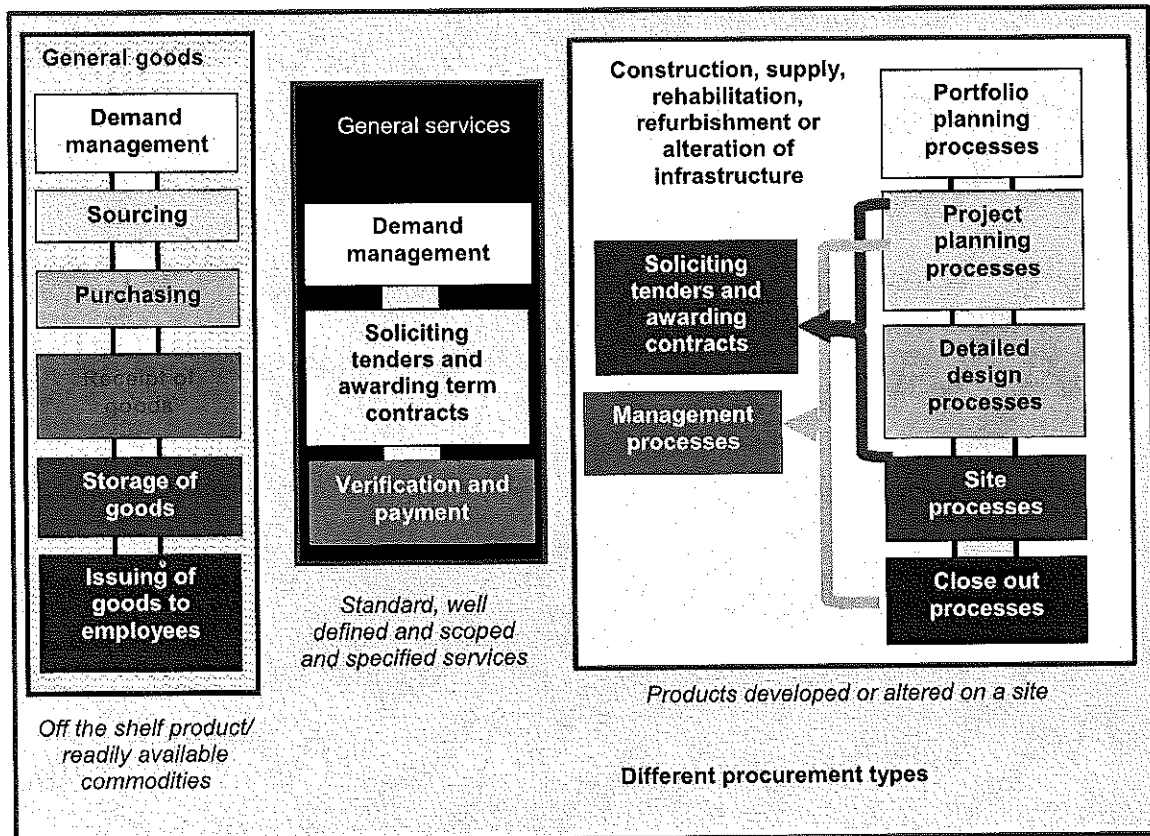 General goods
Demand
management
Sourcing
Purchasing
Receipt of
goods
Storage of
goods
Issuing of
goods to
employees
Off the shelf product/
readily available
commodities
General services
Demand
management
Soliciting
tenders and
awarding term
contracts
Verification and
payment
Standard, well
defined and scoped
and specified services
Construction, supply,
rehabilitation,
refurbishment or
alteration of
infrastructure
Soliciting
tenders and
awarding
contracts
Management
processes
Portfolio
planning
processes
Project
planning
processes
Detailed
design
processes
Site
processes
Close out
processes
Products developed or altered on a site
Different procurement types